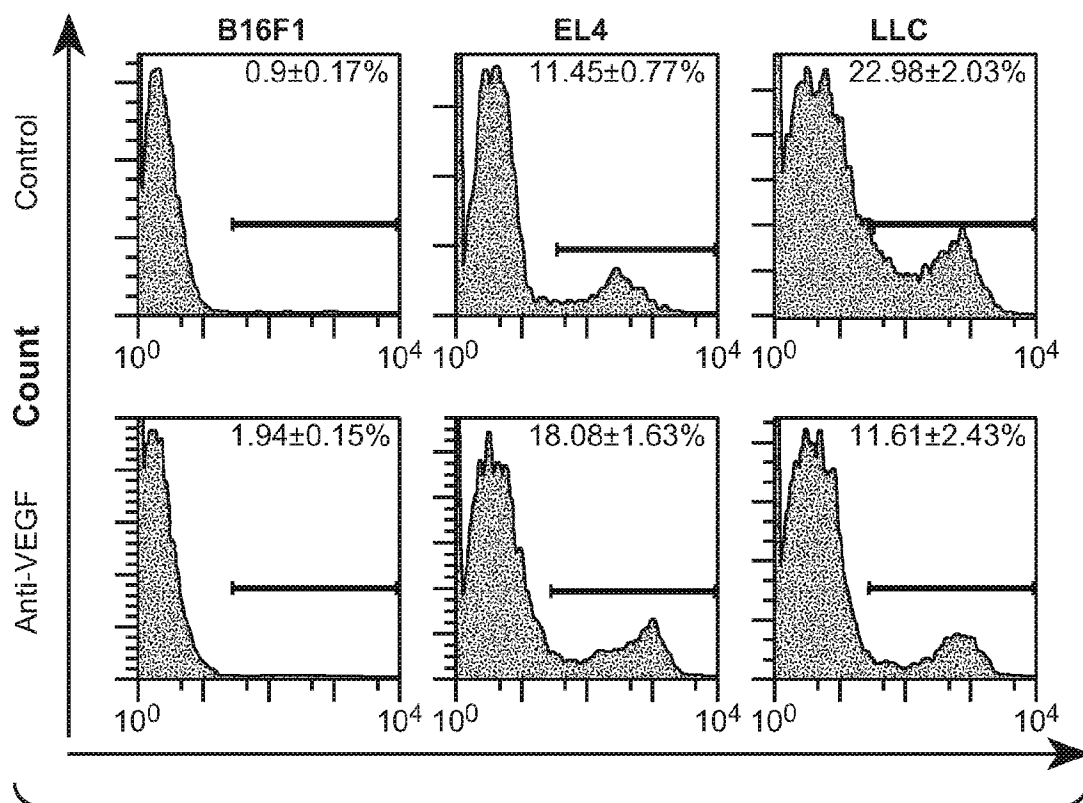 B16F1 EL4 LLC
Control
0.9±0.17% 11.45±0.77% 22.98±2.03%
10⁰ 10⁴ 10⁰ 10⁴ 10⁰ 10⁴
Count
Anti-VEGF
1.94±0.15% 18.08±1.63% 11.61±2.43%
10⁰ 10⁴ 10⁰ 10⁴ 10⁰ 10⁴